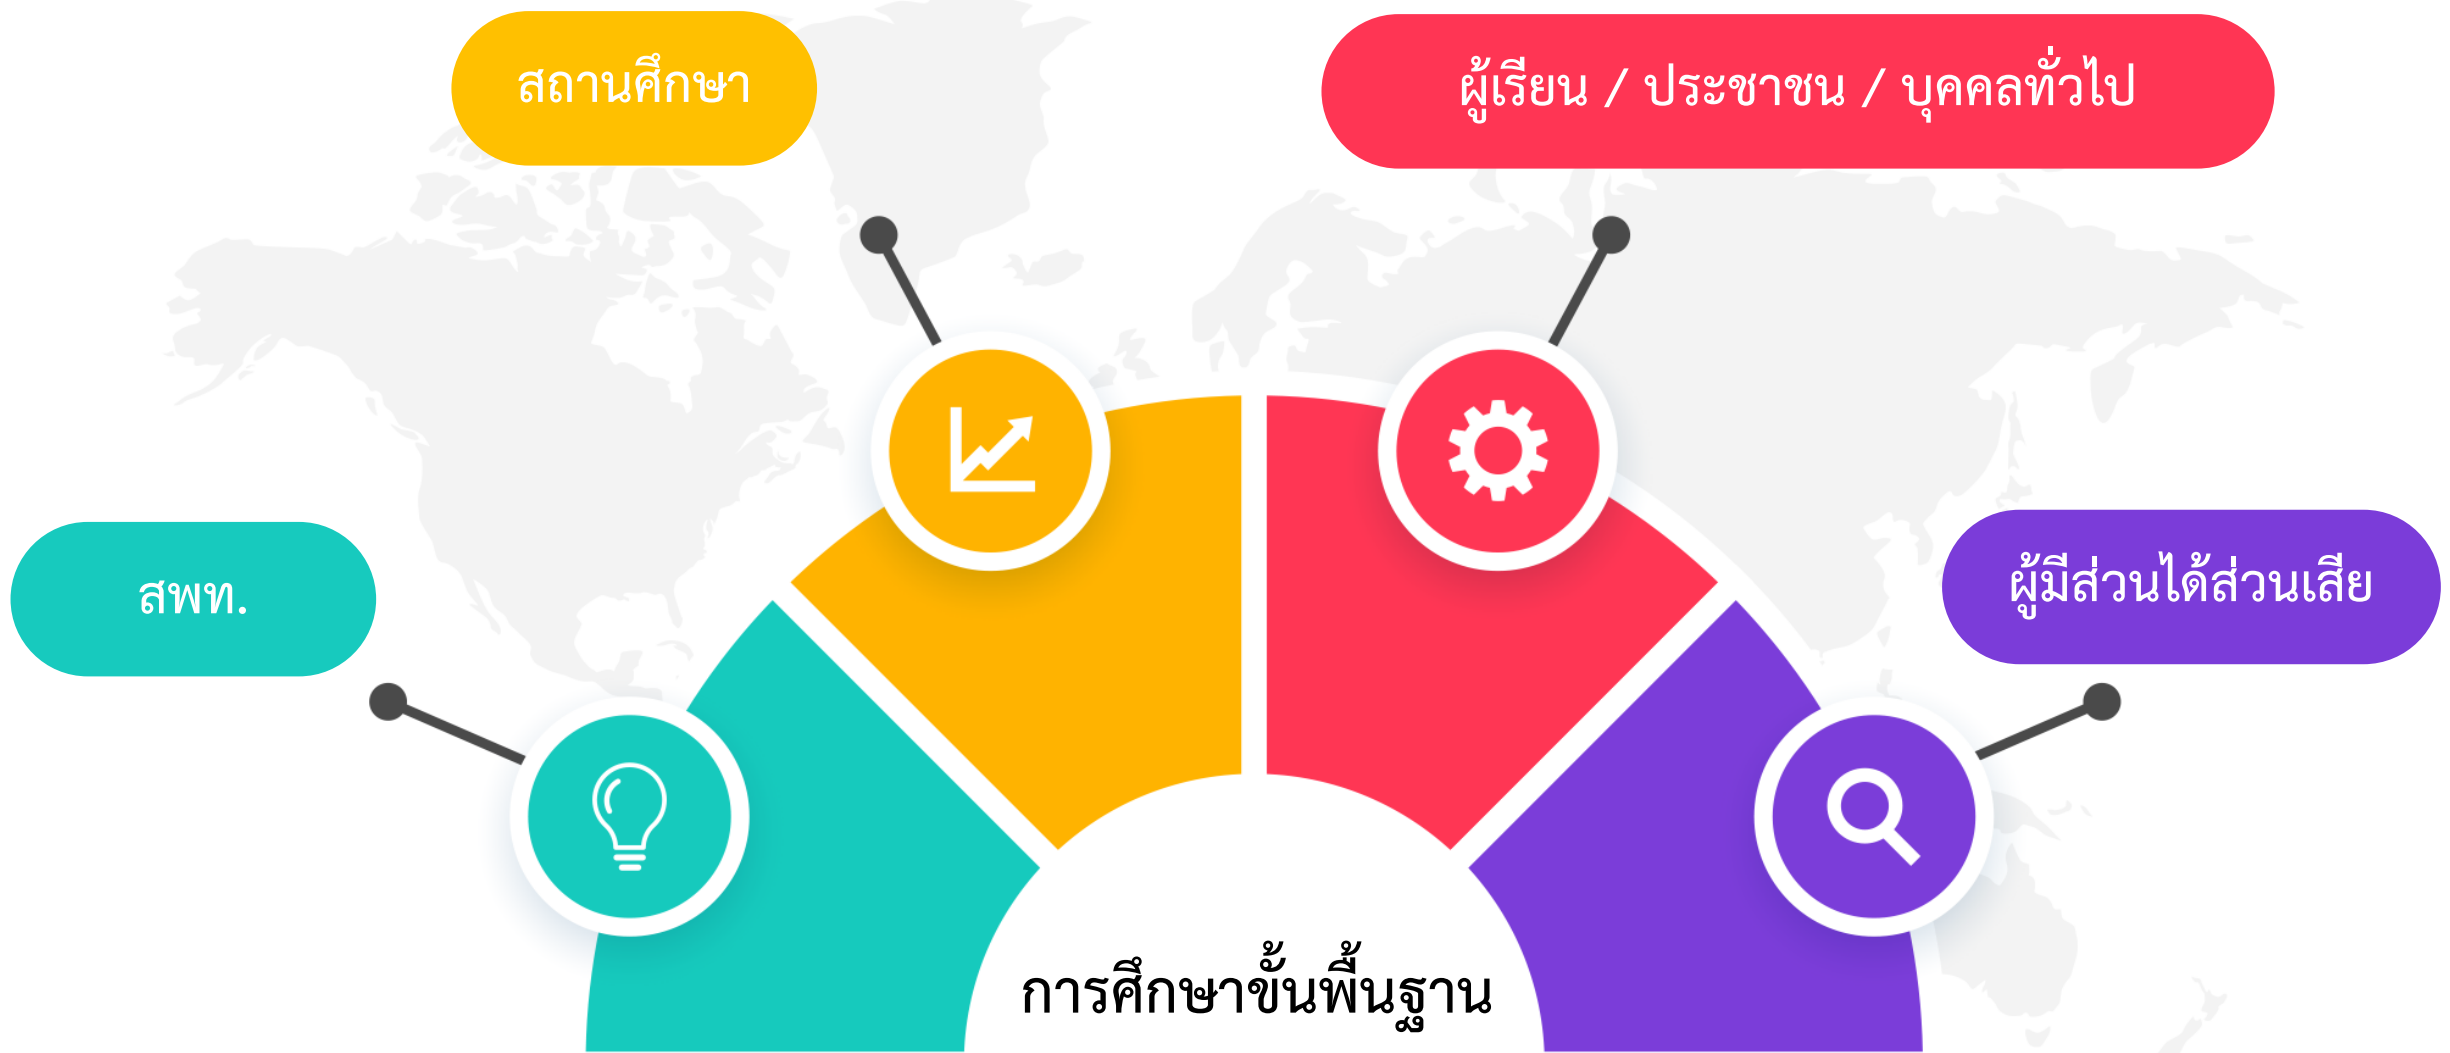 สถานศึกษา
ผู้เรียน / ประชาชน / บุคคลทั่วไป
สพท.
ผู้มีส่วนได้ส่วนเสีย
การศึกษาขั้นพื้นฐาน